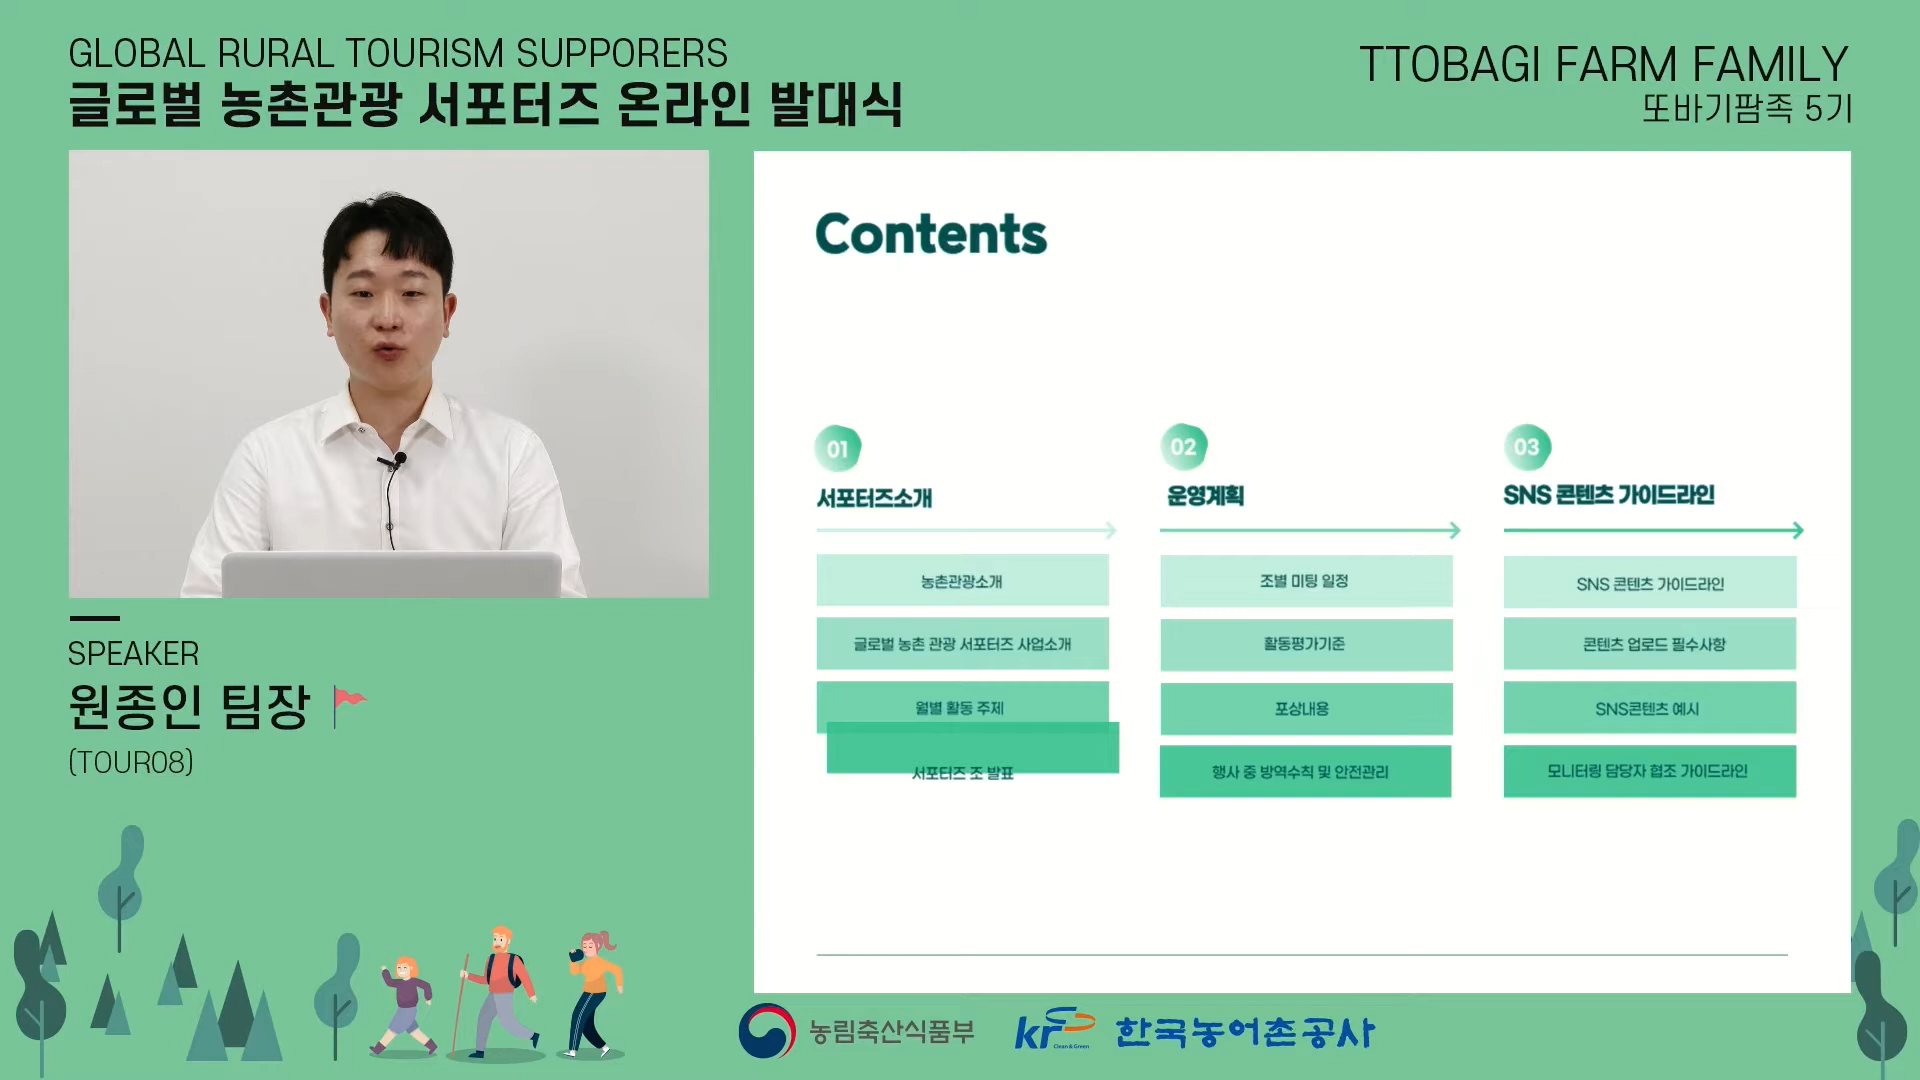 GLOBAL RURAL TOURISM SUPPORERS
글로벌 농촌관광 서포터즈 온라인 발대식
TTOBAGI FARM FAMILY
또바기팜족 5기
SPEAKER
원종인 팀장
(TOUR08)
Contents
01
서포터즈소개
농촌관광소개
글로벌 농촌 관광 서포터즈 사업소개
월별 활동 주제
서포터즈 조 발표
02
운영계획
조별 미팅 일정
활동평가기준
포상내용
행사 중 방역수칙 및 안전관리
03
SNS 콘텐츠 가이드라인
SNS 콘텐츠 가이드라인
콘텐츠 업로드 필수사항
SNS콘텐츠 예시
모니터링 담당자 협조 가이드라인
농림축산식품부
kr
Clean & Green
한국농어촌공사